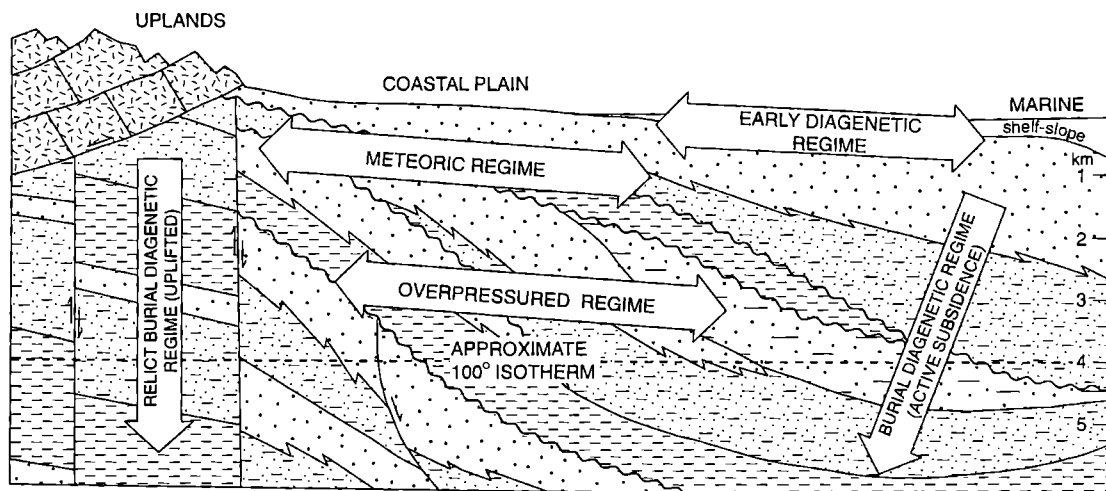 UPLANDS
COASTAL PLAIN
EARLY DIAGENETIC
REGIME
MARINE
shelf-slope
km
1
2
3
4
5
METEORIC REGIME
OVERPRESSURED REGIME
APPROXIMATE
100° ISOTHERM
RELICT BURIAL DIAGENETIC
REGIME (UPLIFTED)
BURIAL DIAGENETIC REGIME
(ACTIVE SUBSIDENCE)